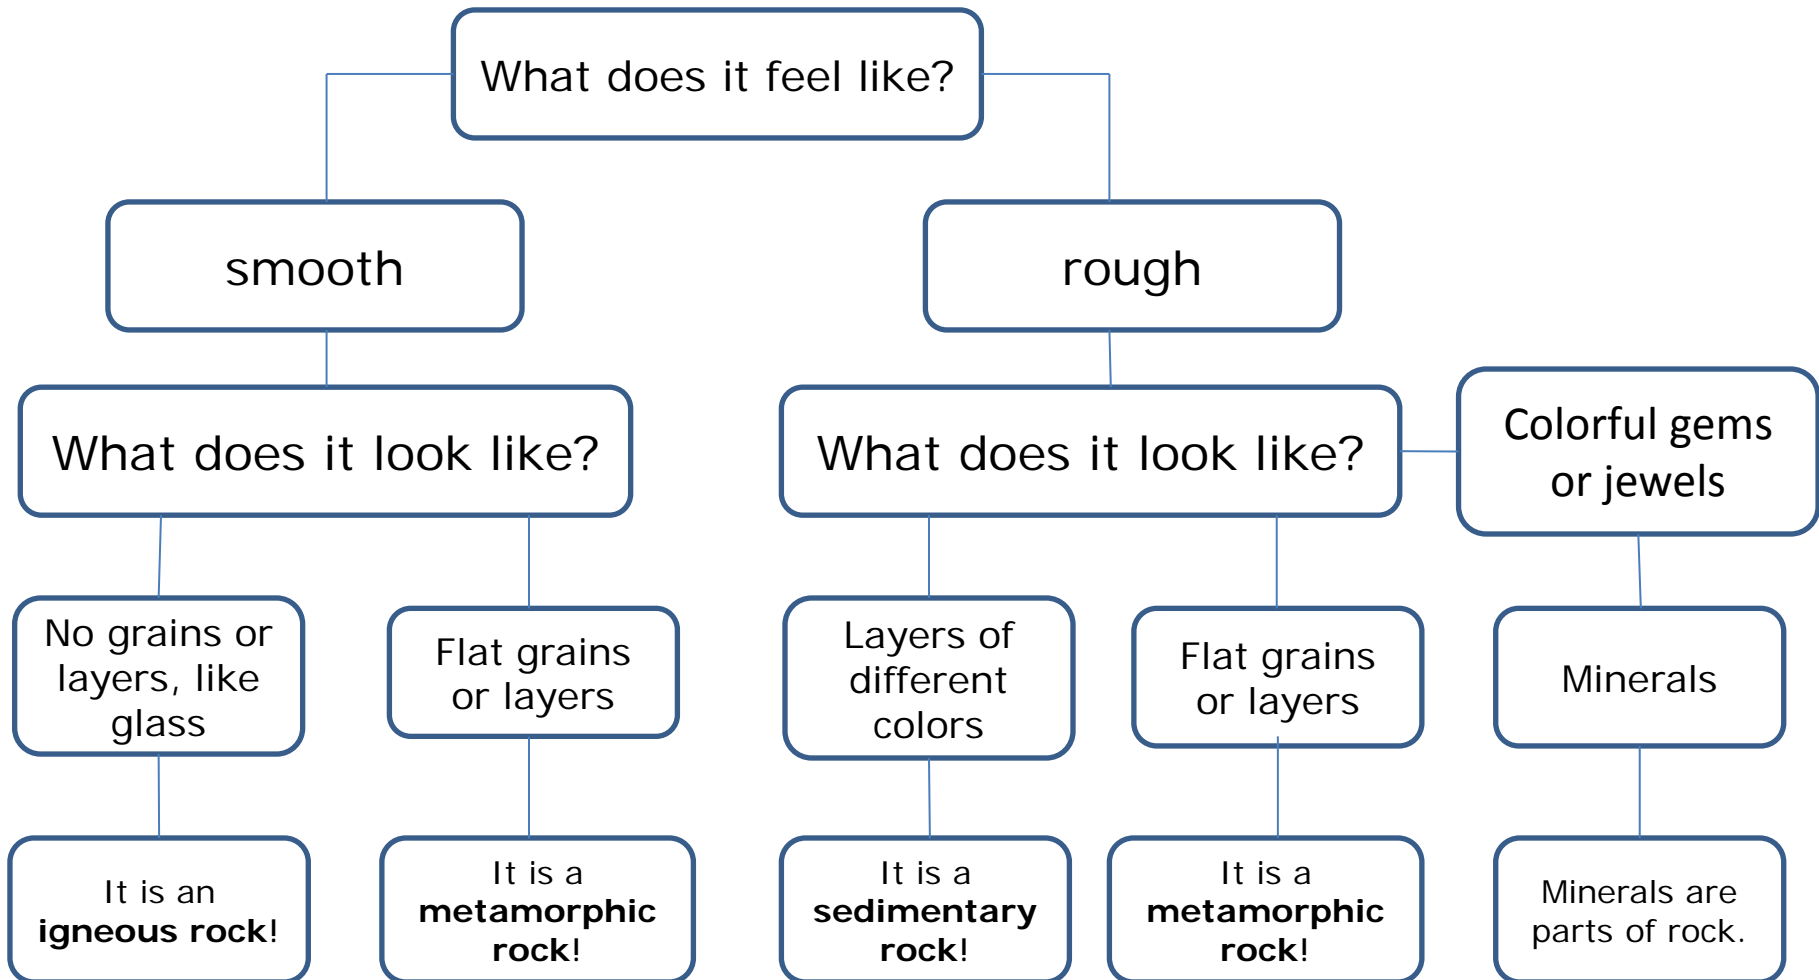 What does it feel like?
smooth
rough
What does it look like?
What does it look like?
Colorful gems
or jewels
No grains or
layers, like
glass
Flat grains
or layers
Layers of
different
colors
Flat grains
or layers
Minerals
It is an
igneous rock!
It is a
metamorphic
rock!
It is a
sedimentary
rock!
It is a
metamorphic
rock!
Minerals are
parts of rock.